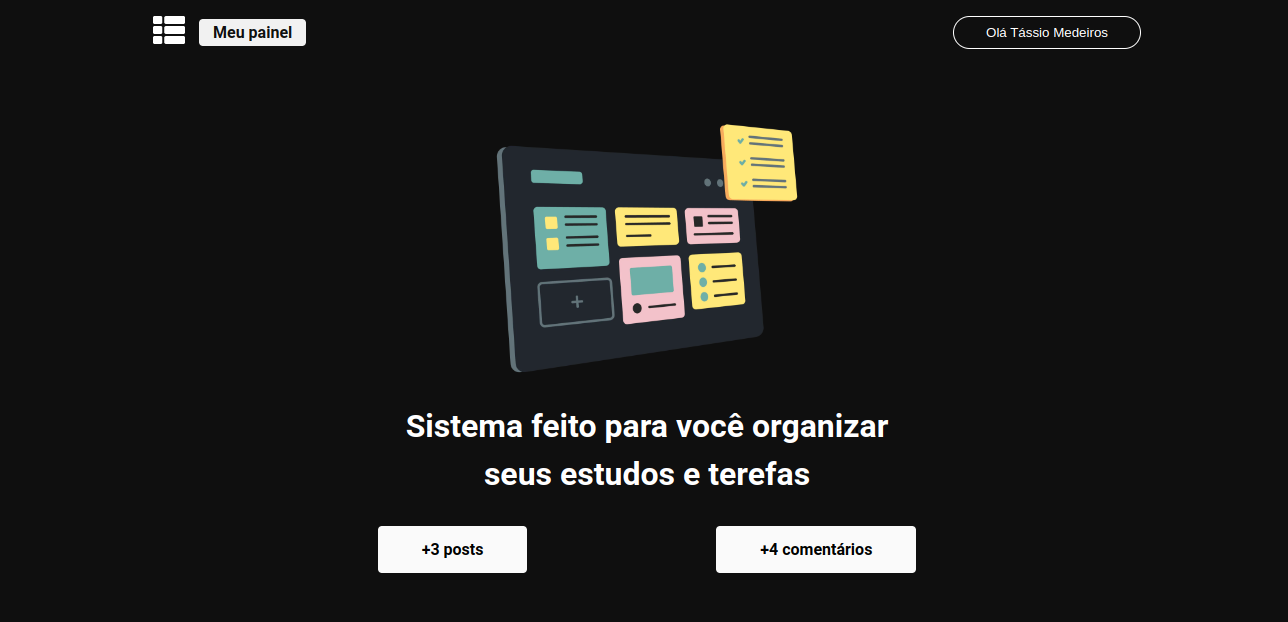 Meu painel
Olá Tássio Medeiros
Sistema feito para você organizar
seus estudos e terefas
+3 posts
+4 comentários